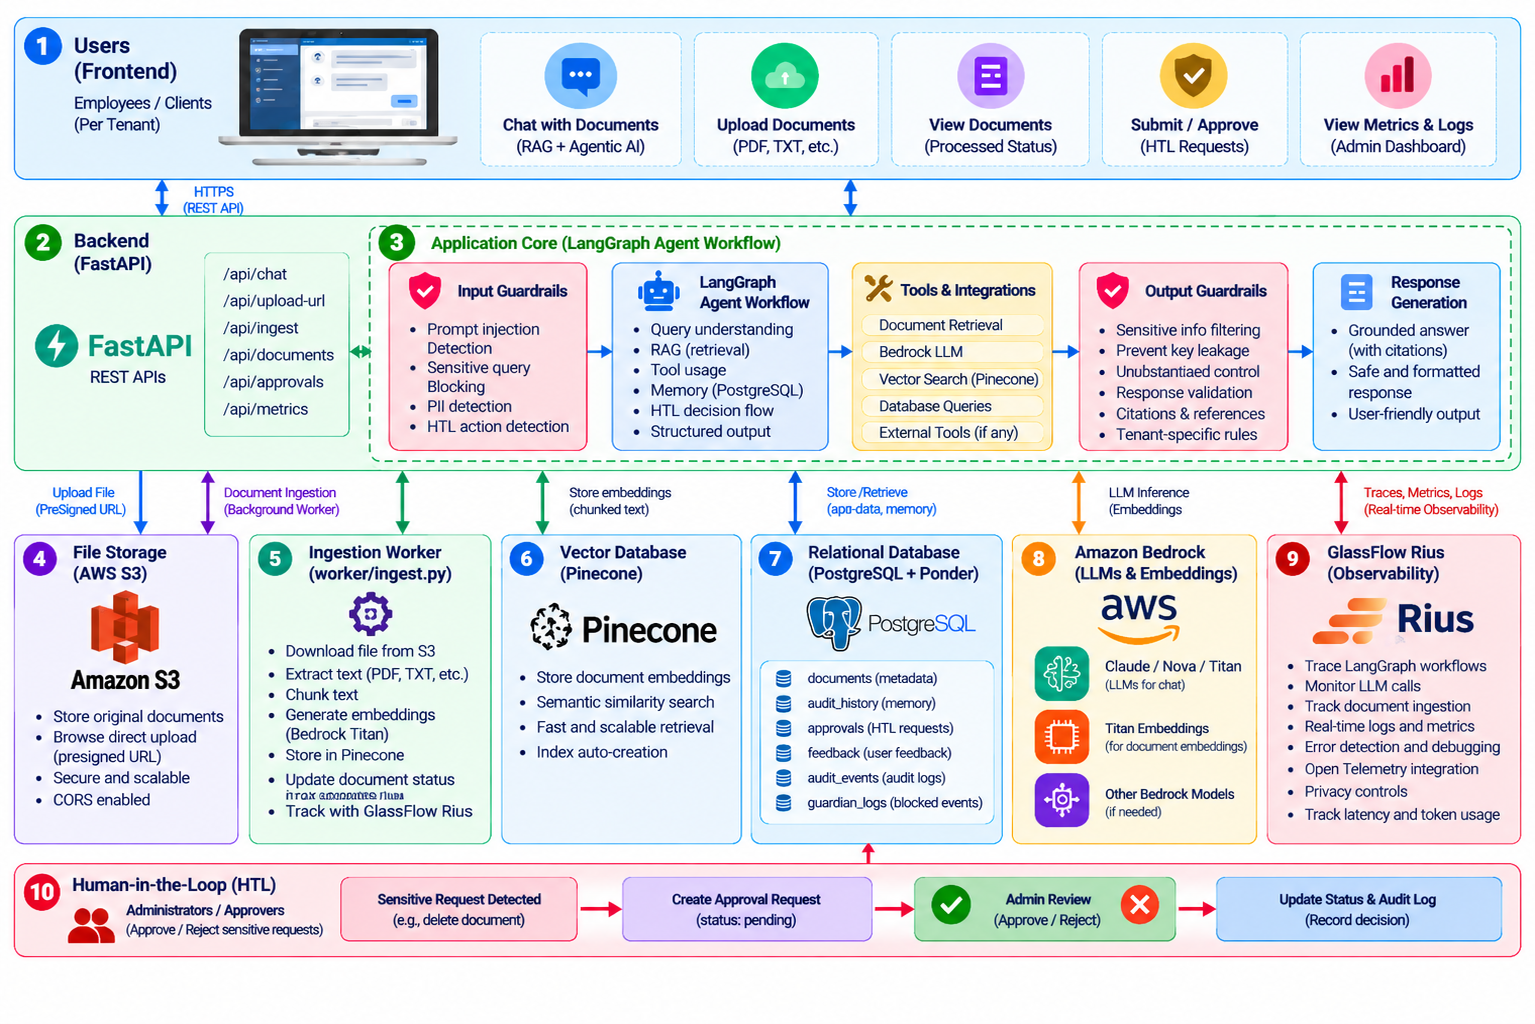 1
Users
(Frontend)
Employees / Clients
(Per Tenant)
Chat with Documents
(RAG + Agentic AI)
Upload Documents
(PDF, TXT, etc.)
View Documents
(Processed Status)
Submit / Approve
(HTL Requests)
View Metrics & Logs
(Admin Dashboard)
HTTPS
(REST API)
2
Backend
(FastAPI)
FastAPI
REST APIs
/api/chat
/api/upload-url
/api/ingest
/api/documents
/api/approvals
/api/metrics
3
Application Core (LangGraph Agent Workflow)
Input Guardrails
• Prompt injection
Detection
• Sensitive query
Blocking
• PII detection
• HTL action detection
LangGraph
Agent Workflow
• Query understanding
• RAG (retrieval)
• Tool usage
• Memory (PostgreSQL)
• HTL decision flow
• Structured output
Tools & Integrations
Document Retrieval
Bedrock LLM
Vector Search (Pinecone)
Database Queries
External Tools (if any)
Output Guardrails
• Sensitive info filtering
• Prevent key leakage
• Unubstantiaed control
• Response validation
• Citations & references
• Tenant-specific rules
Response
Generation
• Grounded answer
(with citations)
• Safe and formatted
response
• User-friendly output
Upload File
(PreSigned URL)
Document Ingestion
(Background Worker)
Store embeddings
(chunked text)
Store /Retrieve
(apɒ-data, memory)
LLM Inference
(Embeddings
Traces, Metrics, Logs
(Real-time Observability)
4
File Storage
(AWS S3)
Amazon S3
• Store original documents
• Browse direct upload
(presigned URL)
• Secure and scalable
• CORS enabled
5
Ingestion Worker
(worker/ingest.py)
• Download file from S3
• Extract text (PDF, TXT, etc.)
• Chunk text
• Generate embeddings
(Bedrock Titan)
• Store in Pinecone
• Update document status
• Track with GlassFlow Rius
6
Vector Database
(Pinecone)
Pinecone
• Store document embeddings
• Semantic similarity search
• Fast and scalable retrieval
• Index auto-creation
7
Relational Database
(PostgreSQL + Ponder)
PostgreSQL
documents (metadata)
audit_history (memory)
approvals (HTL requests)
feedback (user feedback)
audit_events (audit logs)
guardian_logs (blocked events)
8
Amazon Bedrock
(LLMs & Embeddings)
aws
Claude / Nova / Titan
(LLMs for chat)
Titan Embeddings
(for document embeddings)
Other Bedrock Models
(if needed)
9
GlassFlow Rius
(Observability)
Rius
• Trace LangGraph workflows
• Monitor LLM calls
• Track document ingestion
• Real-time logs and metrics
• Error detection and debugging
• Open Telemetry integration
• Privacy controls
• Track latency and token usage
10
Human-in-the-Loop (HTL)
Administrators / Approvers
(Approve / Reject sensitive requests)
Sensitive Request Detected
(e.g., delete document)
Create Approval Request
(status: pending)
Admin Review
(Approve / Reject)
Update Status & Audit Log
(Record decision)